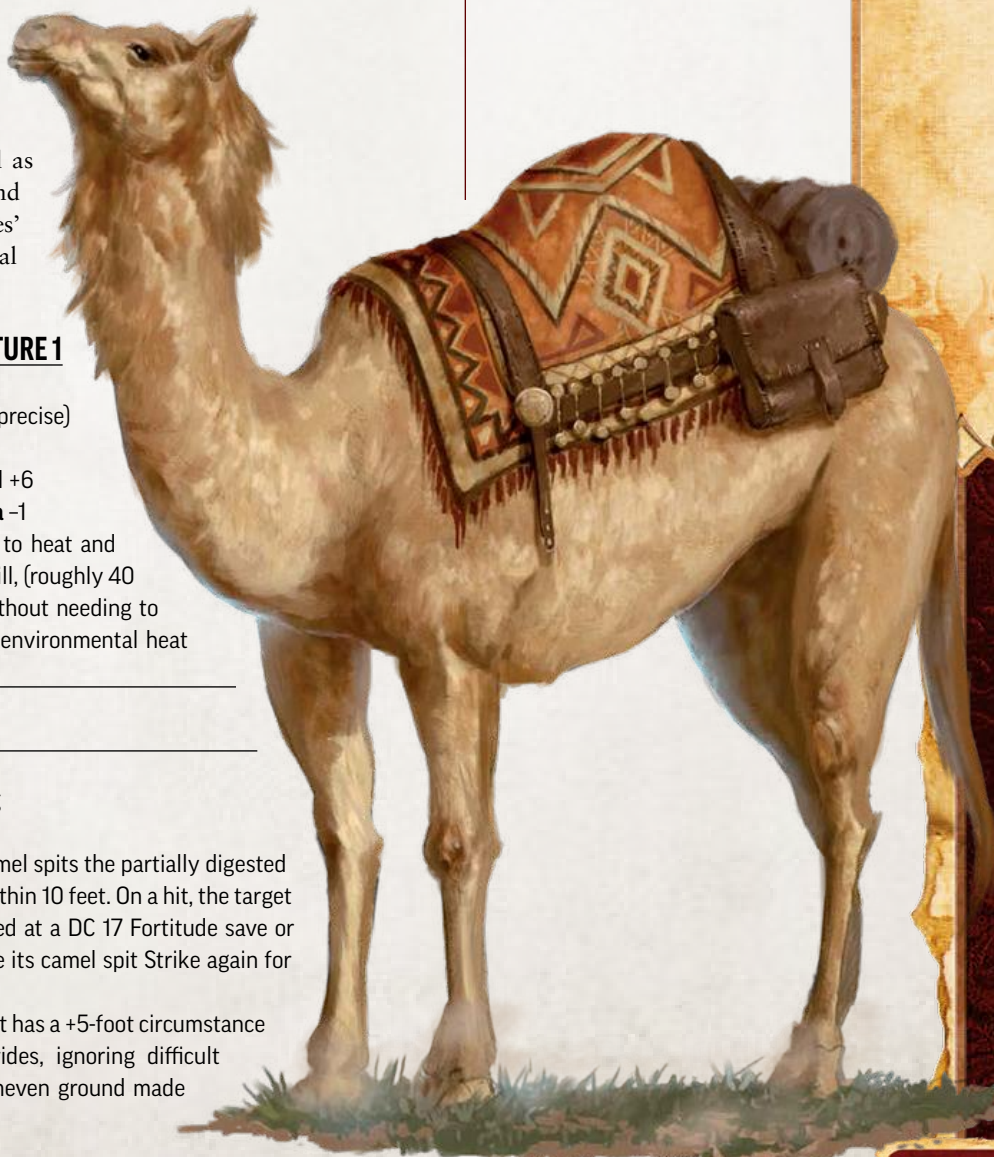 as
es’
al
TURE 1
precise)
+6
–1
to heat and
ill, (roughly 40
thout needing to
environmental heat
mel spits the partially digested
thin 10 feet. On a hit, the target
ed at a DC 17 Fortitude save or
e its camel spit Strike again for
t has a +5-foot circumstance
ides, ignoring difficult
neven ground made